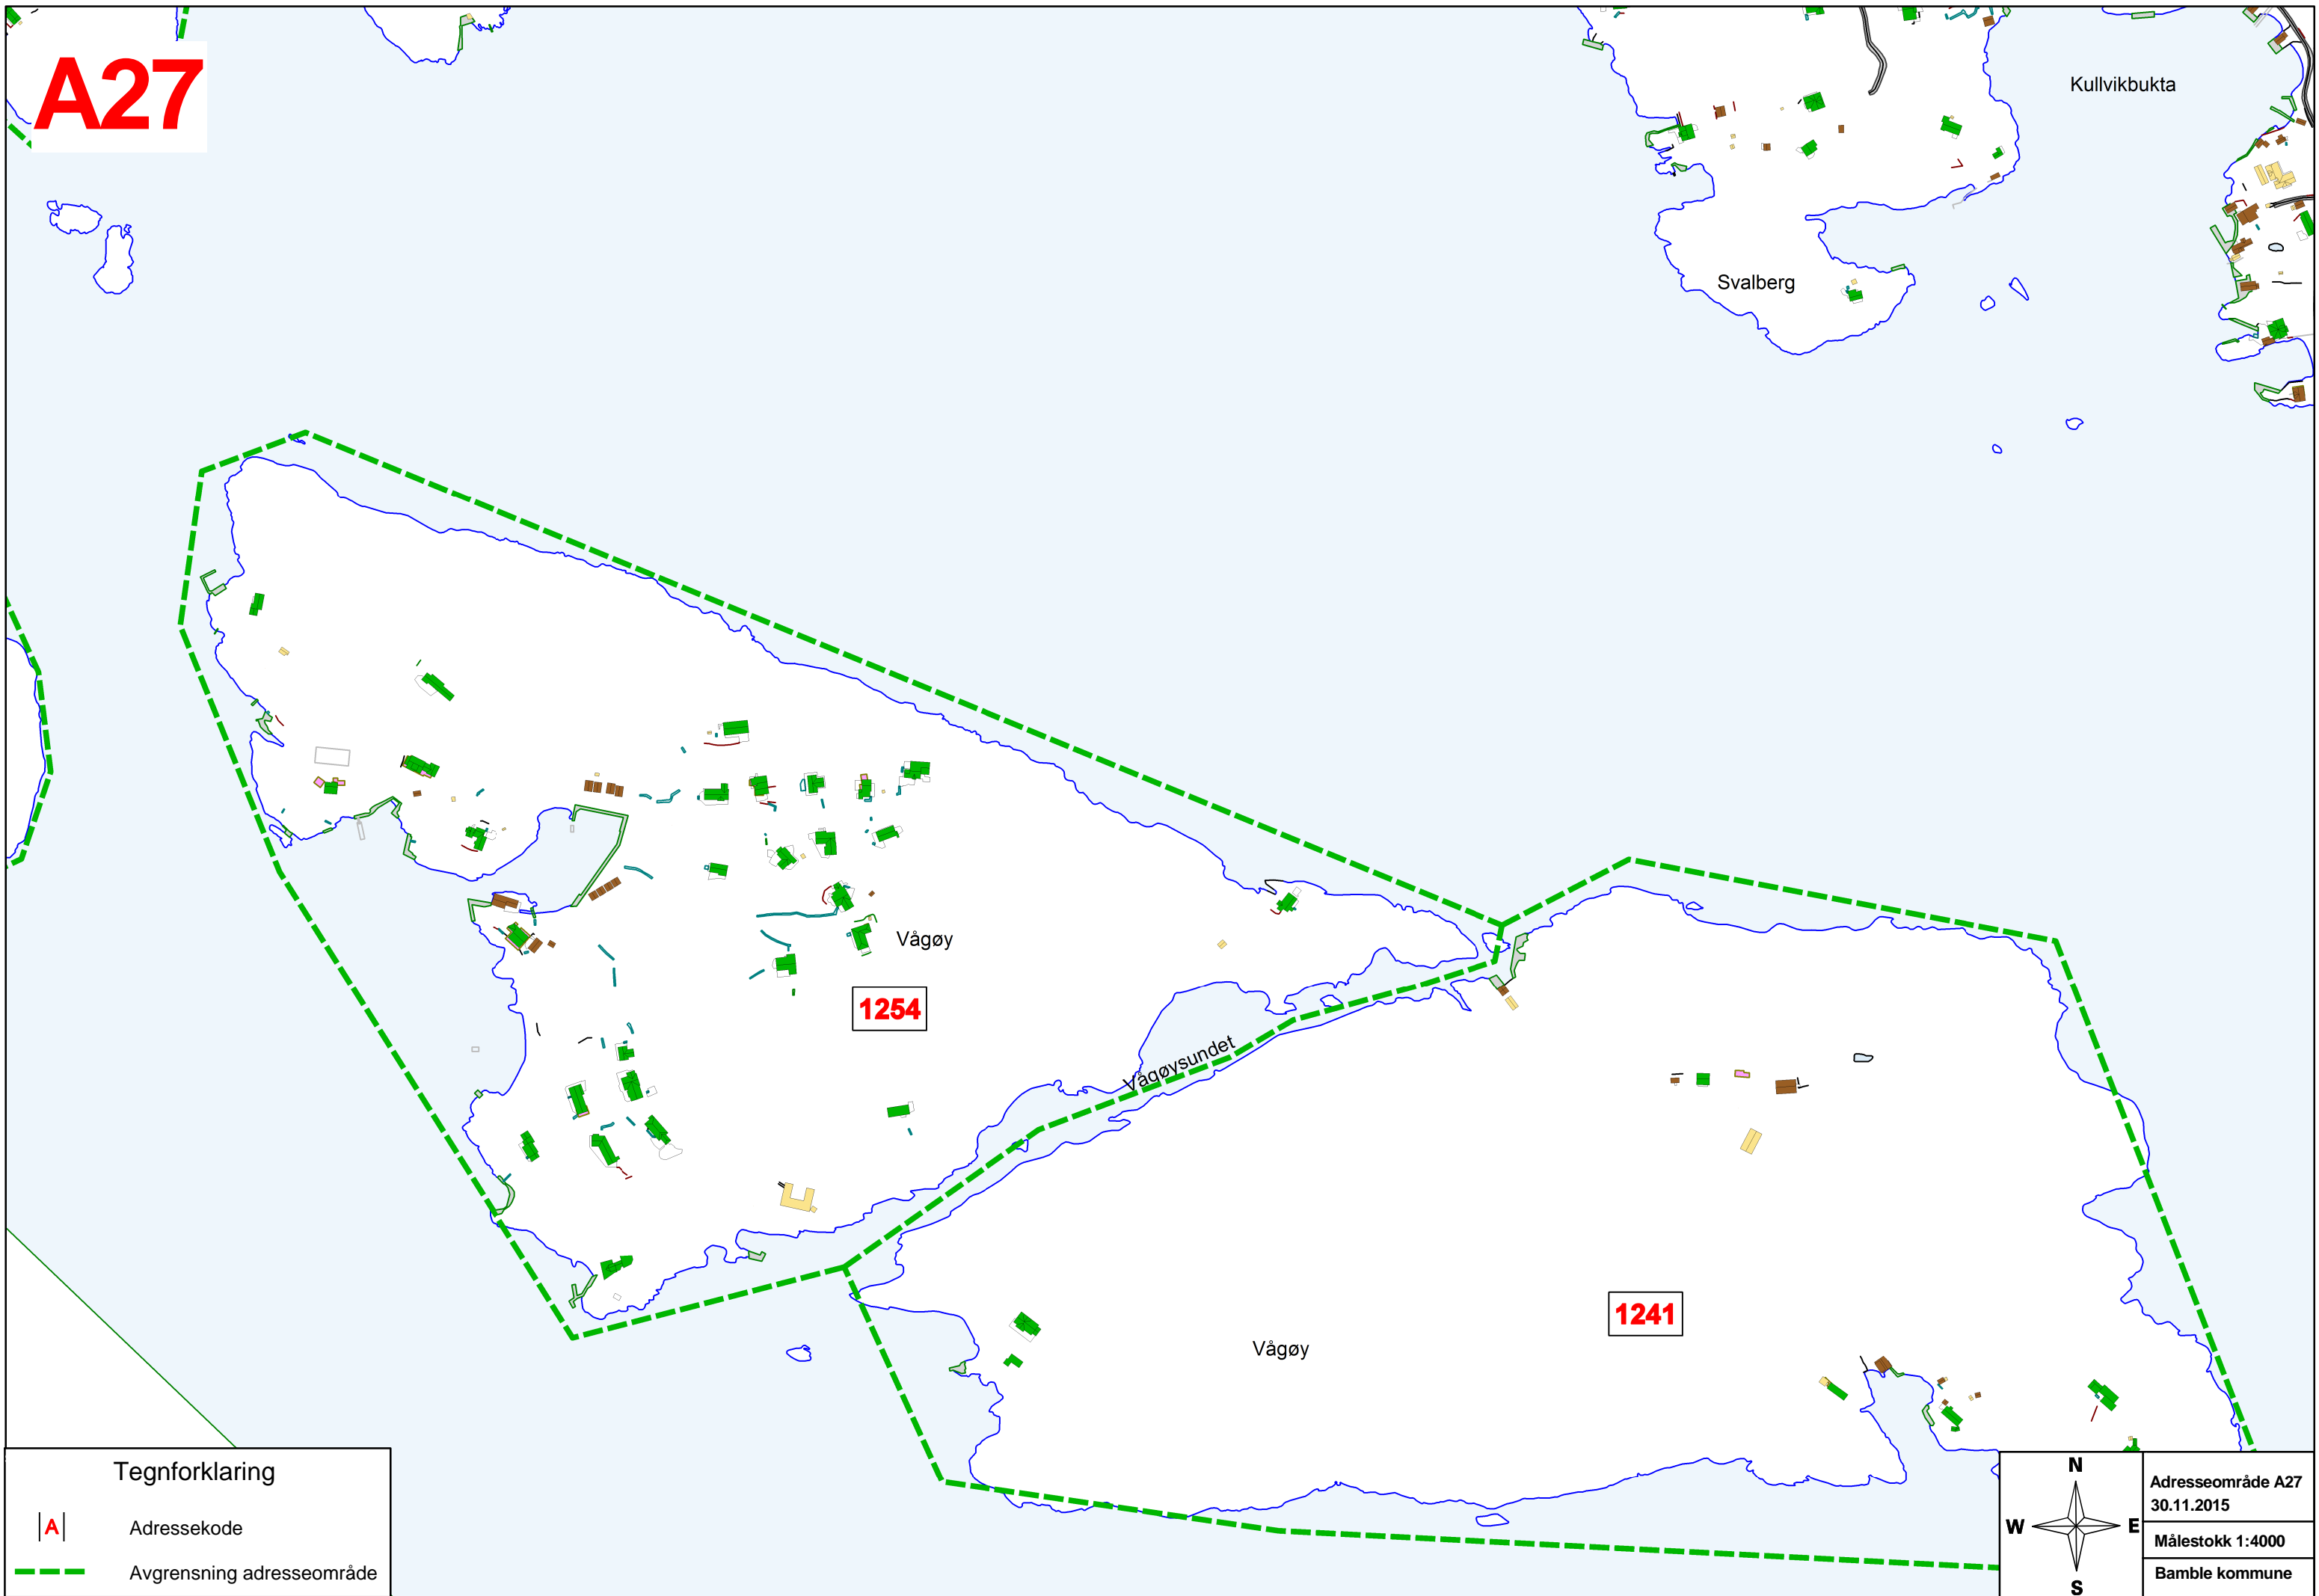 A27
Kullvikbukta
Svalberg
Vågøy
1254
Vågøysundet
1241
Vågøy
Tegnforklaring
A Adressekode
Avgrensning adresseområde
N
W E
S
Adresseområde A27
30.11.2015
Målestokk 1:4000
Bamble kommune